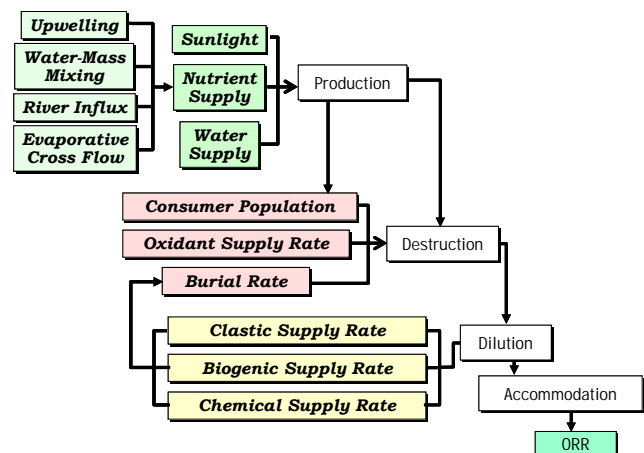 Upwelling
Water-Mass
Mixing
River Influx
Evaporative
Cross Flow
Sunlight
Nutrient
Supply
Water
Supply
Production
Consumer Population
Oxidant Supply Rate
Burial Rate
Destruction
Clastic Supply Rate
Biogenic Supply Rate
Chemical Supply Rate
Dilution
Accommodation
ORR